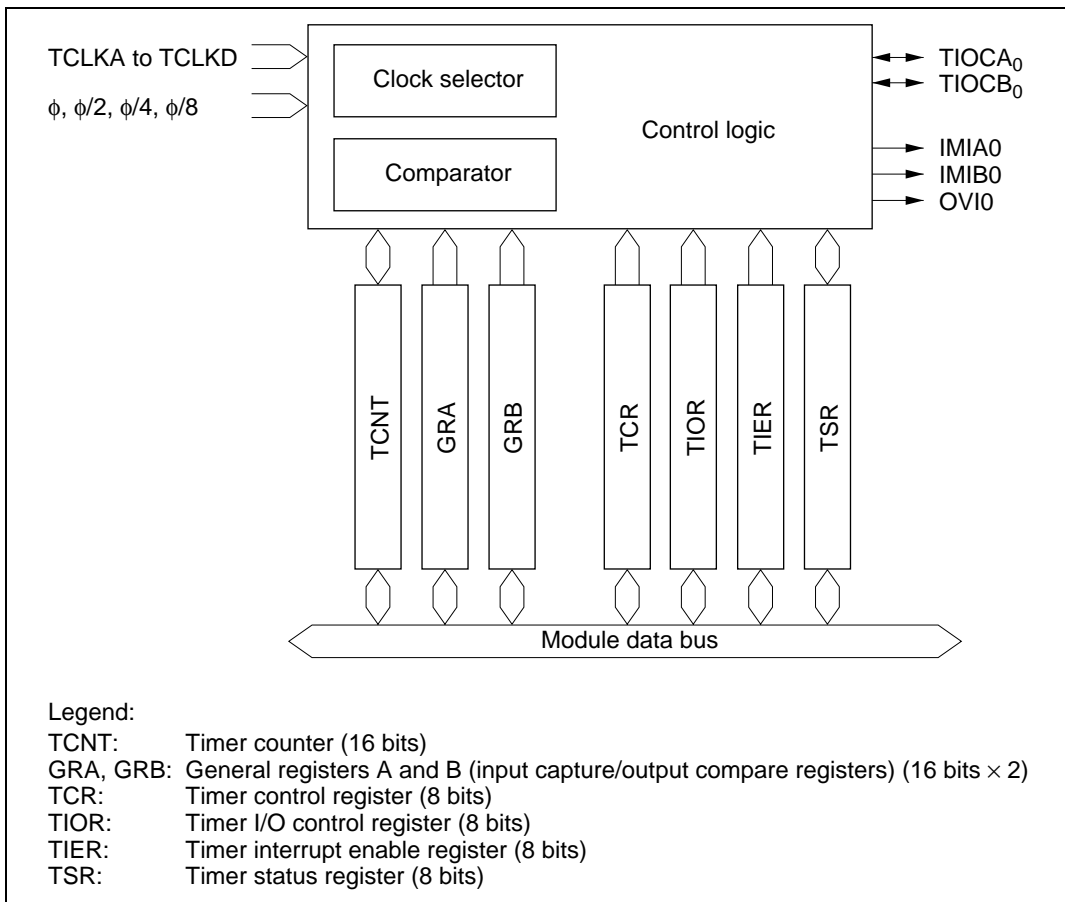 TCLKA to TCLKD
ϕ, ϕ/2, ϕ/4, ϕ/8
Clock selector
Comparator
Control logic
TIOCA0
TIOCB0
IMIA0
IMIB0
OVI0
TCNT
GRA
GRB
TCR
TIOR
TIER
TSR
Module data bus
Legend:
TCNT: Timer counter (16 bits)
GRA, GRB: General registers A and B (input capture/output compare registers) (16 bits × 2)
TCR: Timer control register (8 bits)
TIOR: Timer I/O control register (8 bits)
TIER: Timer interrupt enable register (8 bits)
TSR: Timer status register (8 bits)